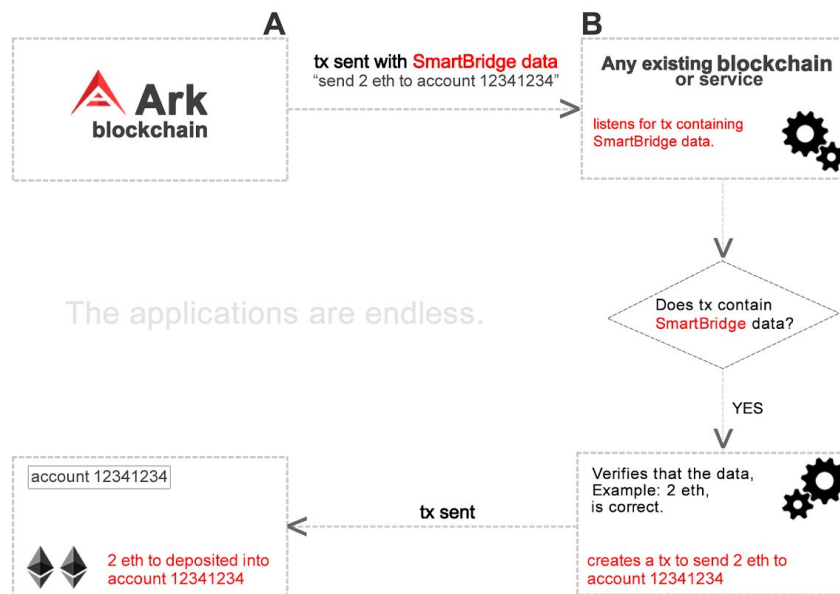 A
B
Ark
blockchain
tx sent with SmartBridge data
“send 2 eth to account 12341234”
Any existing blockchain
or service
listens for tx containing
SmartBridge data.
The applications are endless.
Does tx contain
SmartBridge data?
YES
account 12341234
2 eth to deposited into
account 12341234
tx sent
Verifies that the data,
Example: 2 eth,
is correct.
creates a tx to send 2 eth to
account 12341234